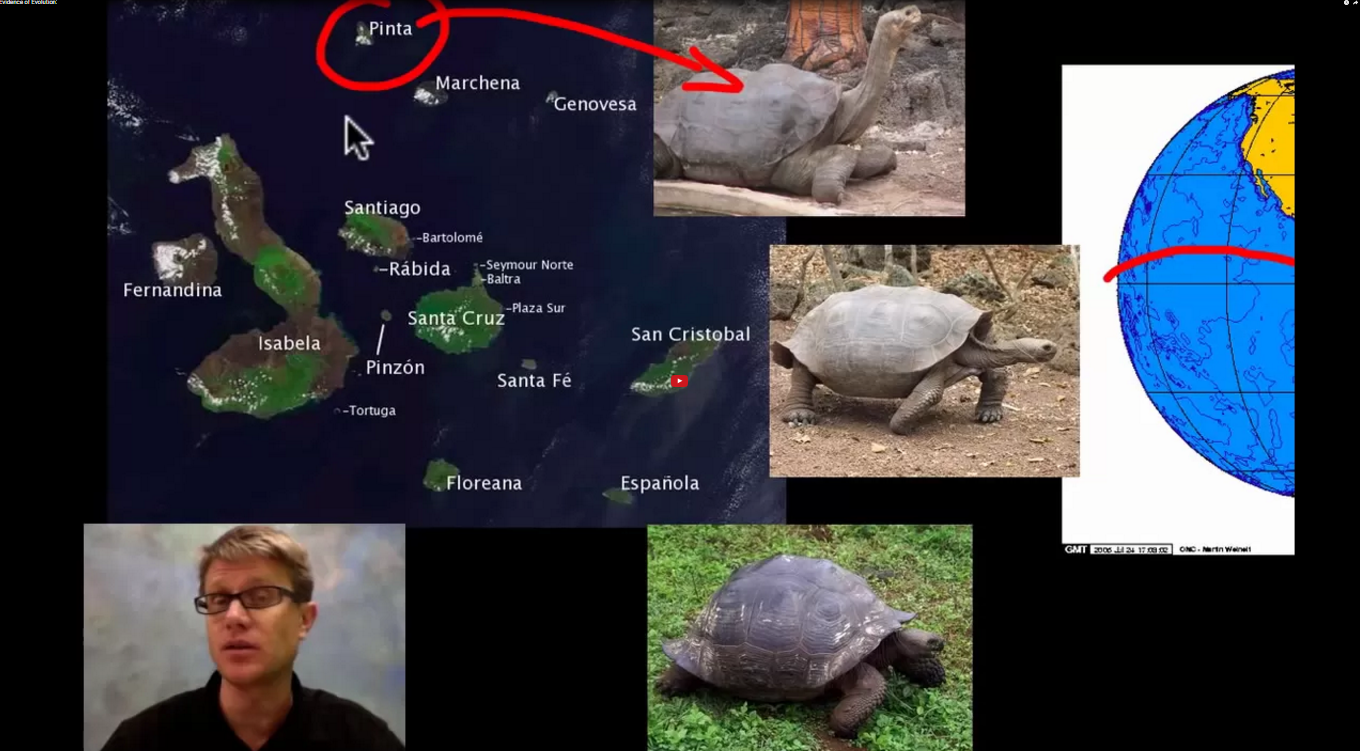 Evidence of Evolution:
Pinta
Marchena
Genovesa
Santiago
-Bartolomé
-Rábida
-Seymour Norte
-Baltra
Fernandina
Santa Cruz
-Plaza Sur
Isabela
San Cristobal
Pinzón
Santa Fé
-Tortuga
Floreana
Española
GMT